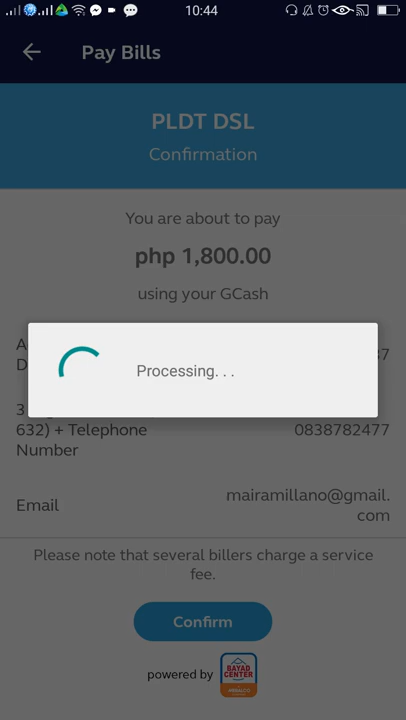 10:44
Pay Bills
PLDT DSL
Confirmation
You are about to pay
php 1,800.00
using your GCash
Processing. . .
632) + Telephone
Number
0838782477
Email
mairamillano@gmail.
com
Please note that several billers charge a service
fee.
Confirm
powered by
BAYAD
CENTER
MERALCO